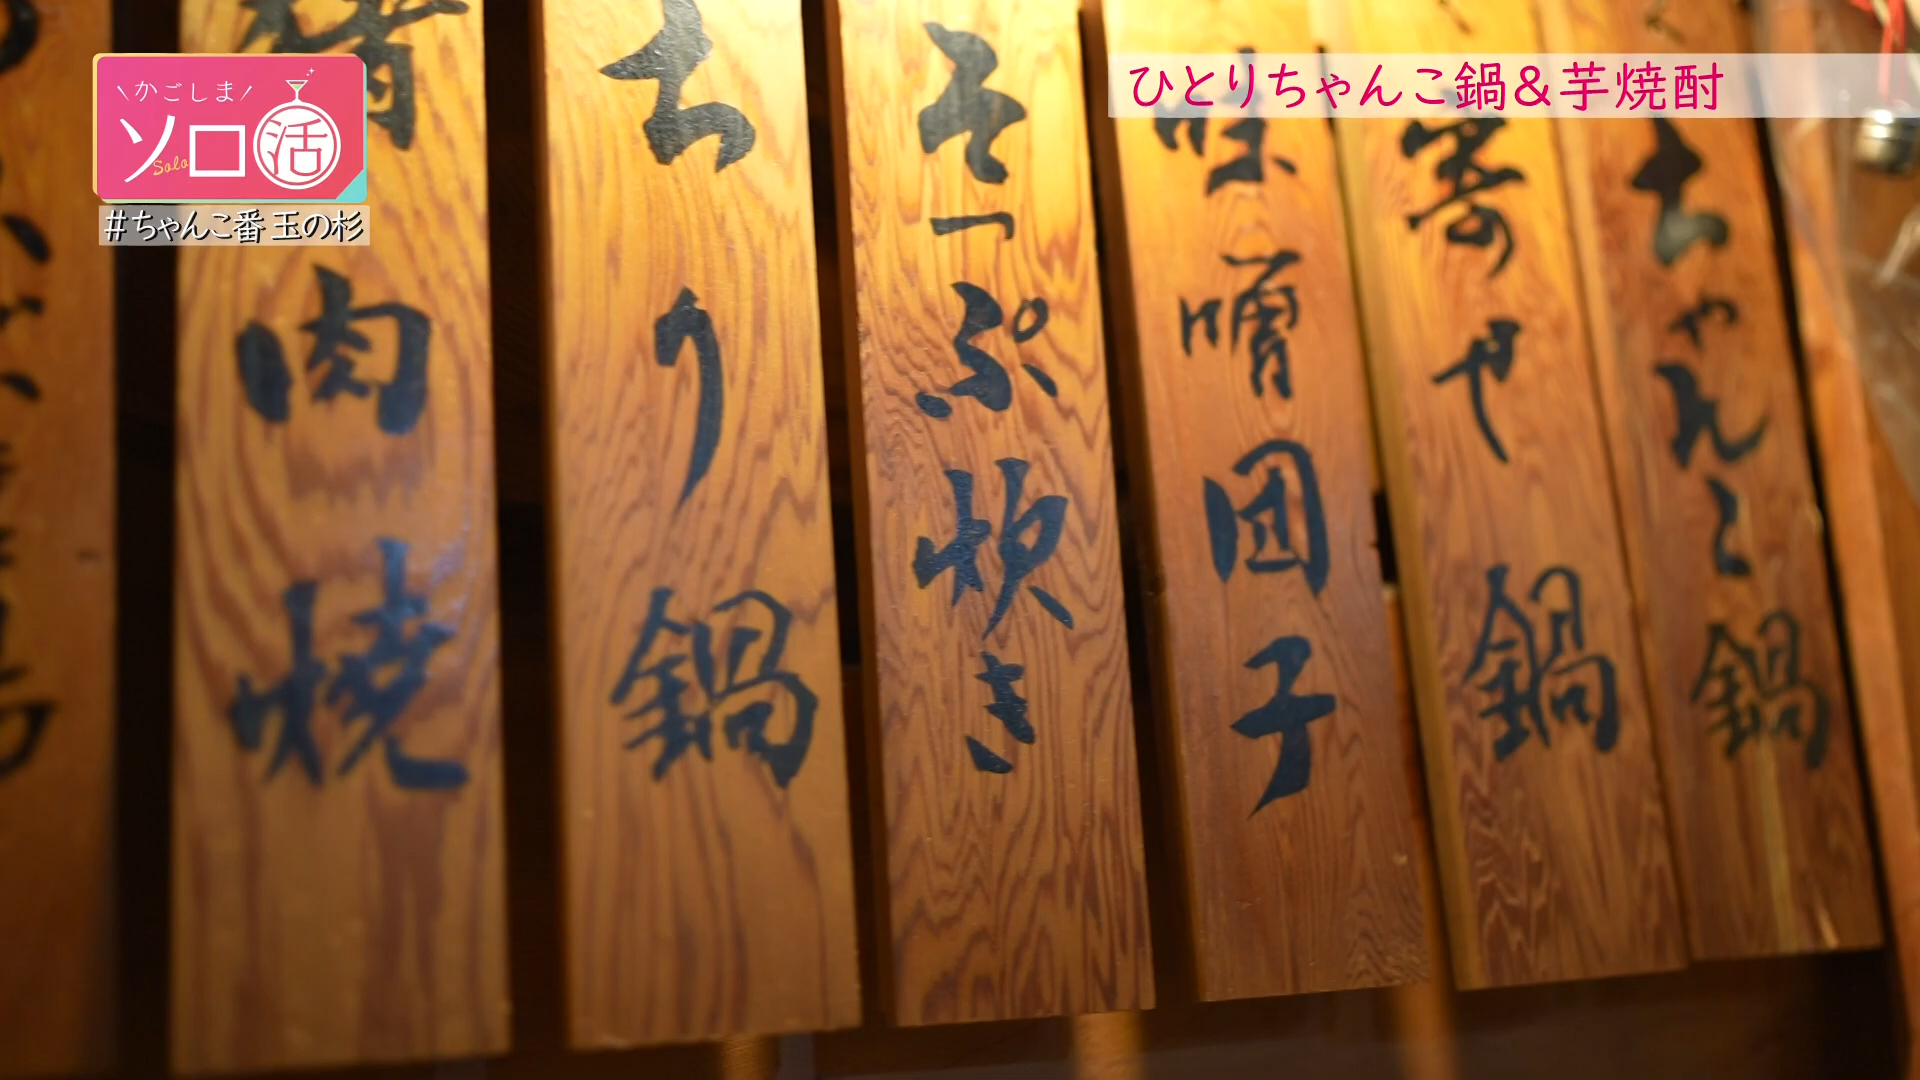 かごしま
ソロ活
Solo
#ちゃんこ番 玉の杉
ひとりちゃんこ鍋&芋焼酎
ちゃんこ鍋
寄せ鍋
味噌団子
そっぷ炊き
ちり鍋
肉焼